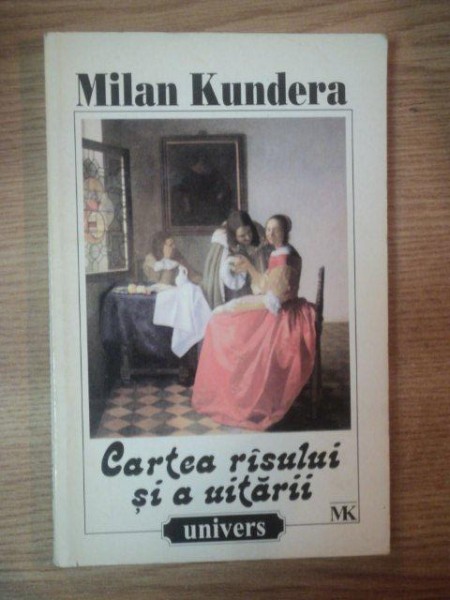 Milan Kundera
Cartea rîsului
și a uitării
univers
MK